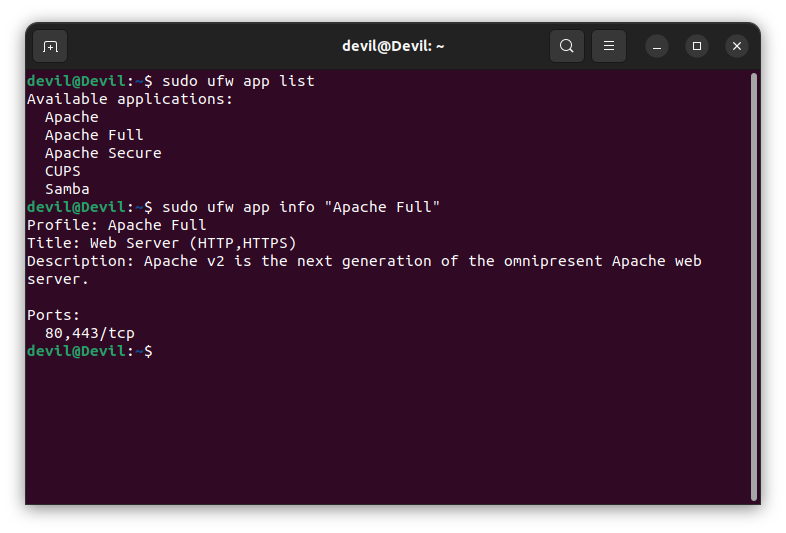 devil@Devil: ~
devil@Devil:~$ sudo ufw app list
Available applications:
  Apache
  Apache Full
  Apache Secure
  CUPS
  Samba
devil@Devil:~$ sudo ufw app info "Apache Full"
Profile: Apache Full
Title: Web Server (HTTP,HTTPS)
Description: Apache v2 is the next generation of the omnipresent Apache web
server.

Ports:
  80,443/tcp
devil@Devil:~$